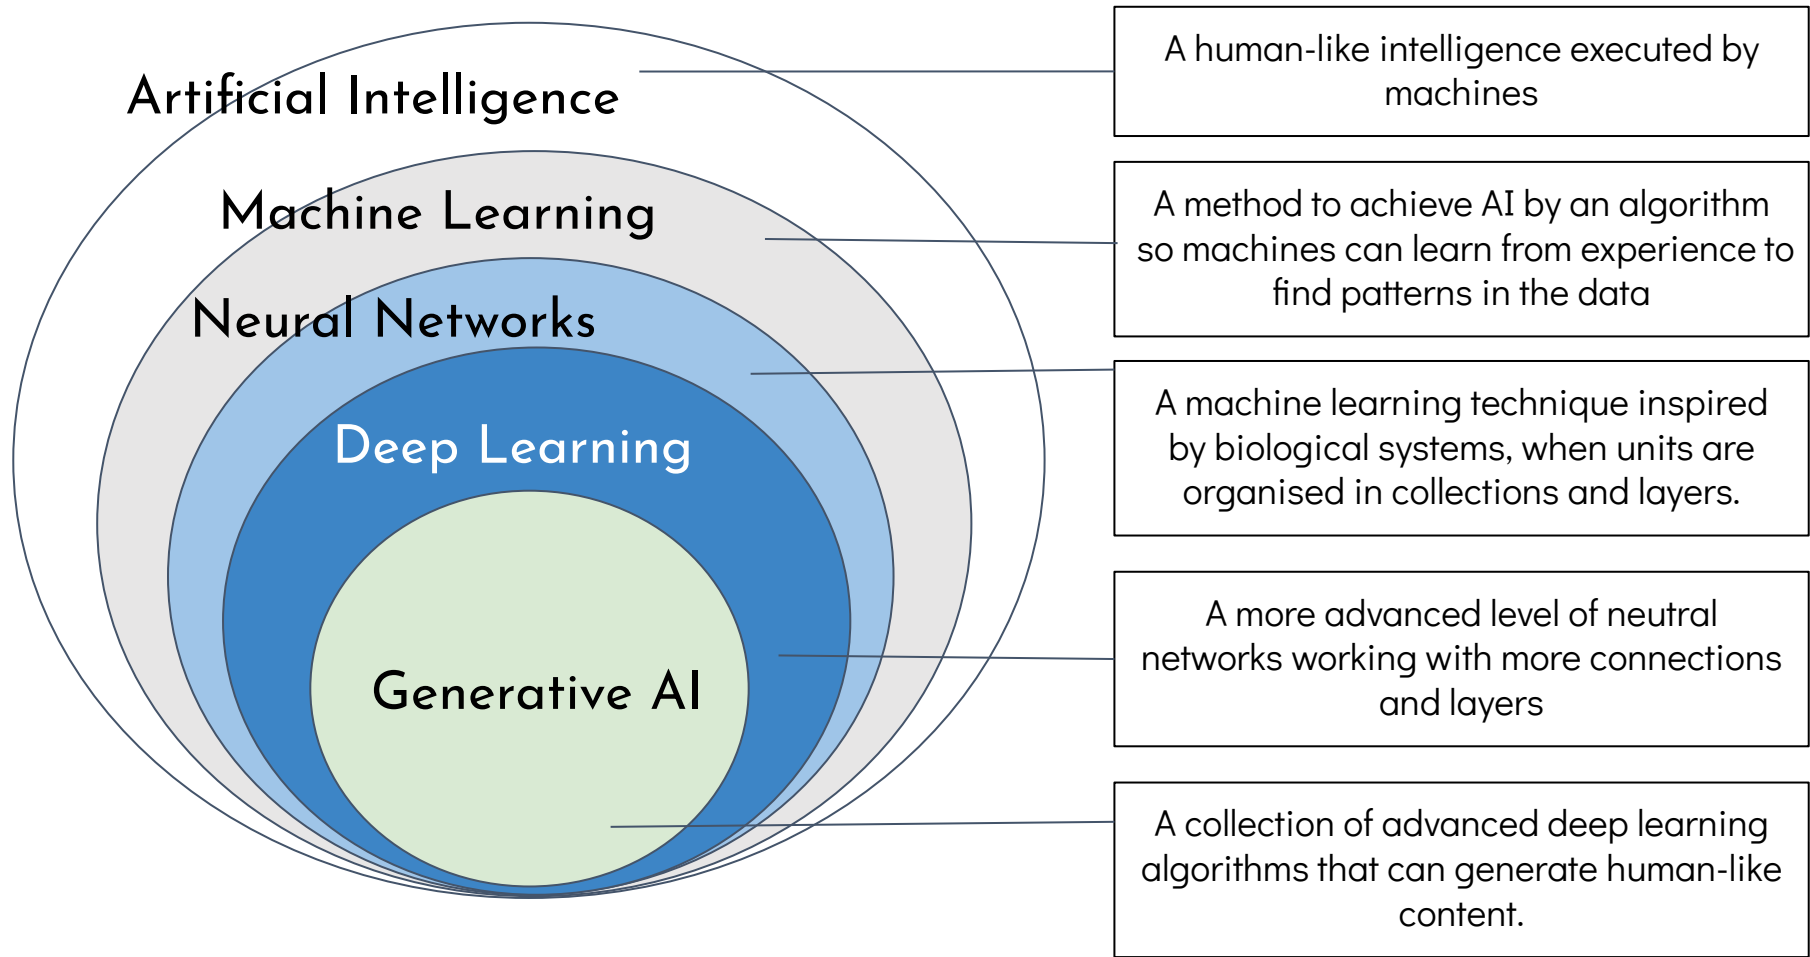 Artificial Intelligence
Machine Learning
Neural Networks
Deep Learning
Generative AI
A human-like intelligence executed by
machines
A method to achieve AI by an algorithm
so machines can learn from experience to
find patterns in the data
A machine learning technique inspired
by biological systems, when units are
organised in collections and layers.
A more advanced level of neutral
networks working with more connections
and layers
A collection of advanced deep learning
algorithms that can generate human-like
content.